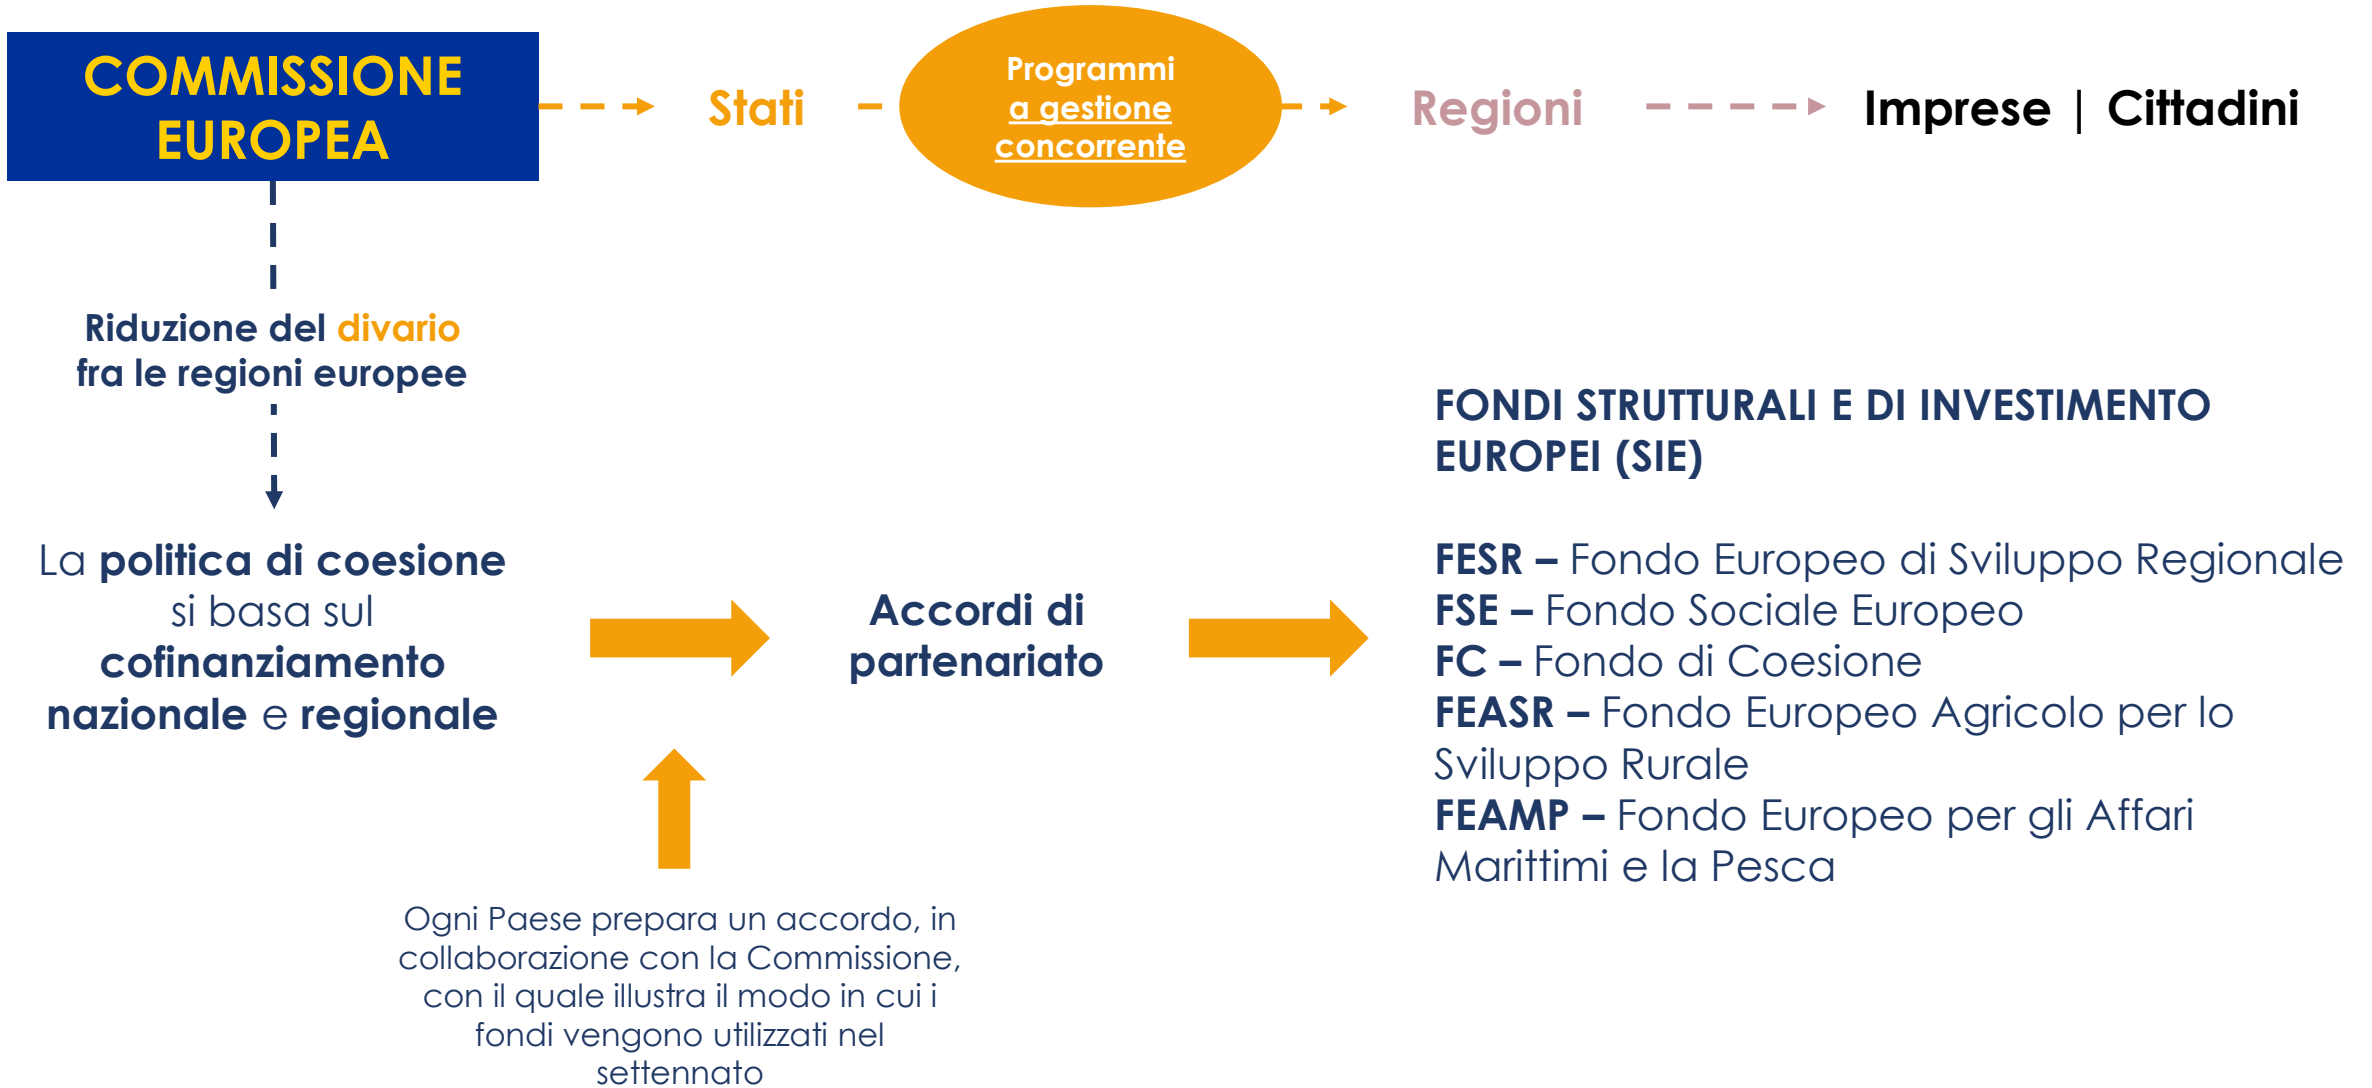 COMMISSIONE
EUROPEA
Stati
Programmi
a gestione
concorrente
Regioni
Imprese | Cittadini
Riduzione del divario
fra le regioni europee
La politica di coesione
si basa sul
cofinanziamento
nazionale e regionale
Accordi di
partenariato
Ogni Paese prepara un accordo, in
collaborazione con la Commissione,
con il quale illustra il modo in cui i
fondi vengono utilizzati nel
settennato
FONDI STRUTTURALI E DI INVESTIMENTO
EUROPEI (SIE)
FESR – Fondo Europeo di Sviluppo Regionale
FSE – Fondo Sociale Europeo
FC – Fondo di Coesione
FEASR – Fondo Europeo Agricolo per lo
Sviluppo Rurale
FEAMP – Fondo Europeo per gli Affari
Marittimi e la Pesca